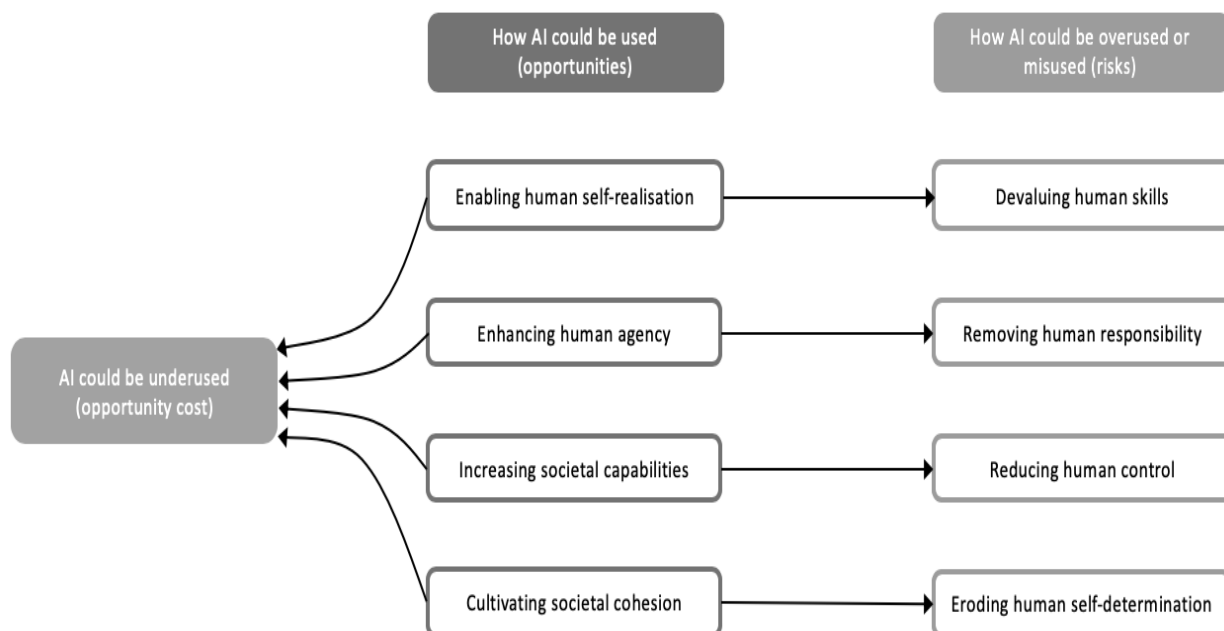 How AI could be used
(opportunities)
How AI could be overused or
misused (risks)
Enabling human self-realisation
Devaluing human skills
Enhancing human agency
Removing human responsibility
AI could be underused
(opportunity cost)
Increasing societal capabilities
Reducing human control
Cultivating societal cohesion
Eroding human self-determination